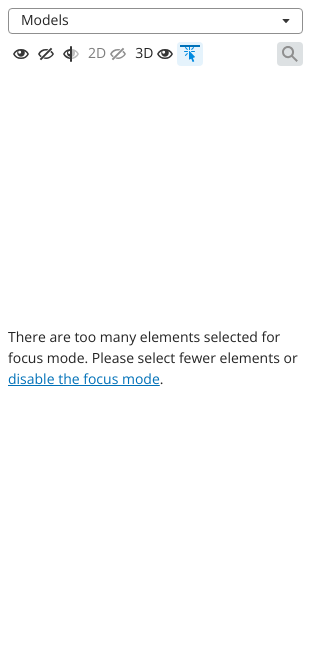 Models
2D 3D
There are too many elements selected for
focus mode. Please select fewer elements or
disable the focus mode.